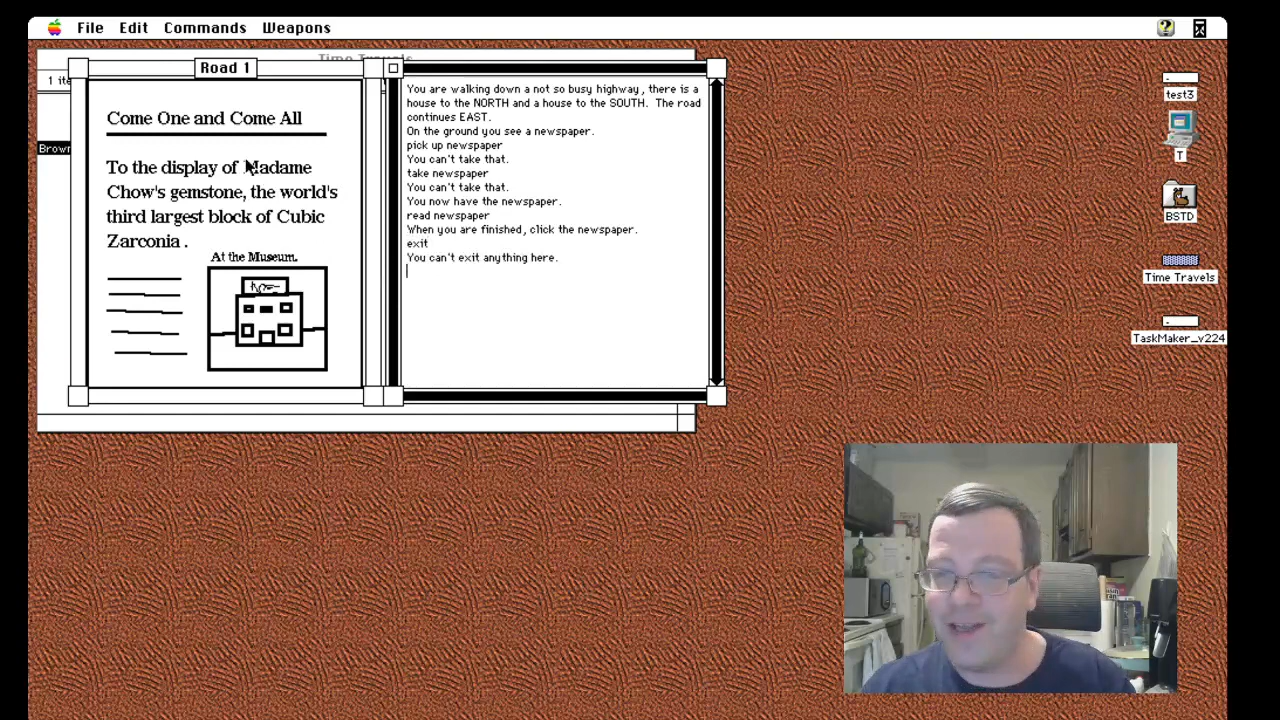 File Edit Commands Weapons
Time Travels
1 ite
Brown
Road 1
Come One and Come All
To the display of Madame
Chow's gemstone, the world's
third largest block of Cubic
Zarconia .
At the Museum.
You are walking down a not so busy highway, there is a
house to the NORTH and a house to the SOUTH. The road
continues EAST.
On the ground you see a newspaper.
pick up newspaper
You can't take that.
take newspaper
You can't take that.
You now have the newspaper.
read newspaper
When you are finished, click the newspaper.
exit
You can't exit anything here.
test3
T
BSTD
Time Travels
TaskMaker_v224